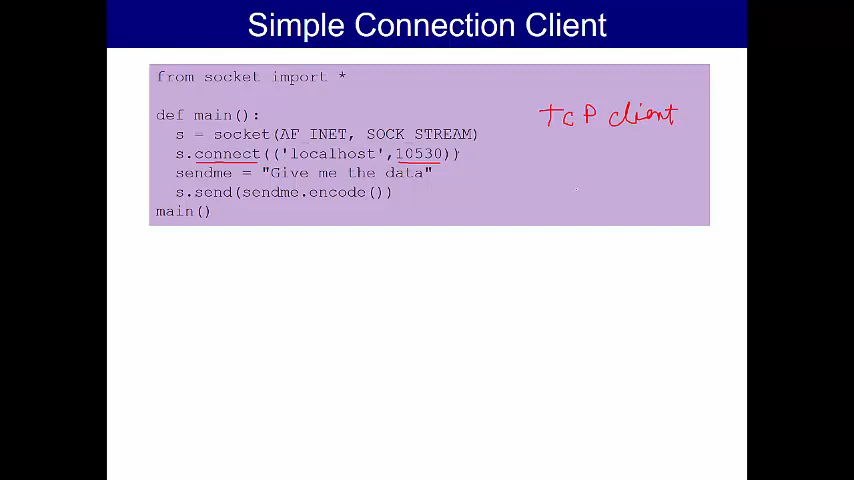 Simple Connection Client
from socket import *
def main():
s = socket(AF_INET, SOCK_STREAM)
TCP client
s.connect(('localhost',10530))
sendme = "Give me the data"
s.send(sendme.encode())
main()